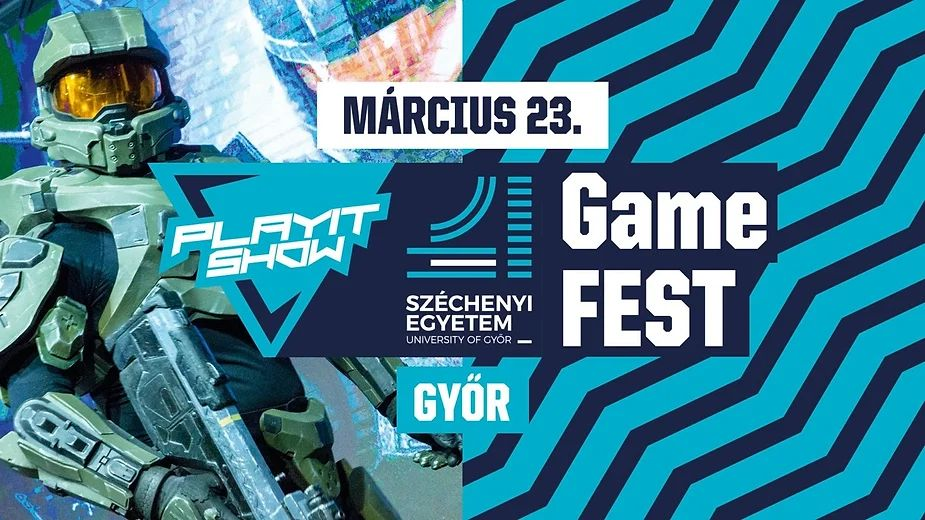 MÁRCIUS 23.
PLAYIT
SHOW
SZÉCHENYI
EGYETEM
UNIVERSITY OF GYŐR
Game
FEST
GYŐR